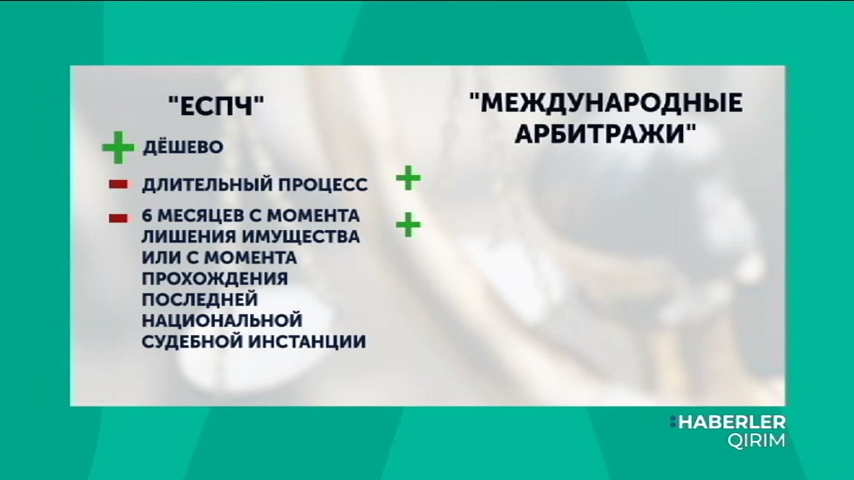 "ЕСПЧ"
+ ДЁШЕВО
- ДЛИТЕЛЬНЫЙ ПРОЦЕСС
- 6 МЕСЯЦЕВ С МОМЕНТА
ЛИШЕНИЯ ИМУЩЕСТВА
ИЛИ С МОМЕНТА
ПРОХОЖДЕНИЯ
ПОСЛЕДНЕЙ
НАЦИОНАЛЬНОЙ
СУДЕБНОЙ ИНСТАНЦИИ
"МЕЖДУНАРОДНЫЕ
АРБИТРАЖИ"
+
+
:HABERLER
QIRIM